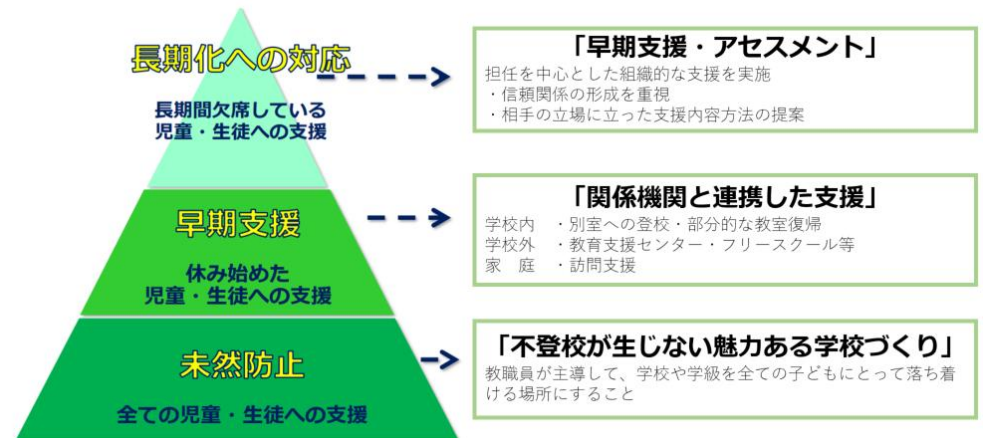 長期化への対応
長期間欠席している
児童・生徒への支援
「早期支援・アセスメント」
担任を中心とした組織的な支援を実施
・信頼関係の形成を重視
・相手の立場に立った支援内容方法の提案
早期支援
休み始めた
児童・生徒への支援
「関係機関と連携した支援」
学校内 ・別室への登校・部分的な教室復帰
学校外 ・教育支援センター・フリースクール等
家 庭 ・訪問支援
未然防止
全ての児童・生徒への支援
「不登校が生じない魅力ある学校づくり」
教職員が主導して、学校や学級を全ての子どもにとって落ち着
ける場所にすること